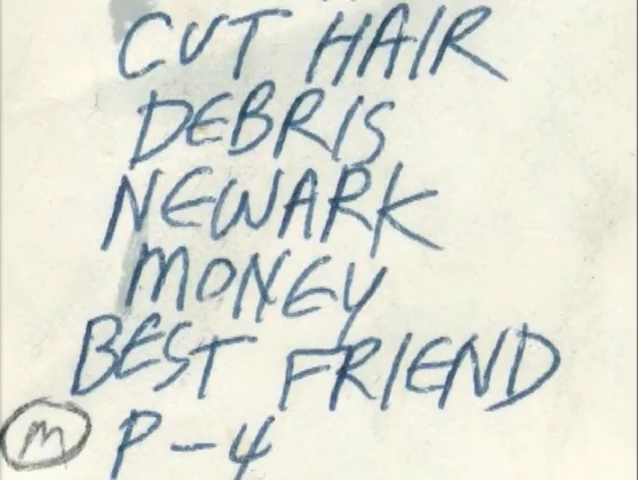 CUT HAIR
DEBRIS
NEWARK
MONEY
BEST FRIEND
M P-4